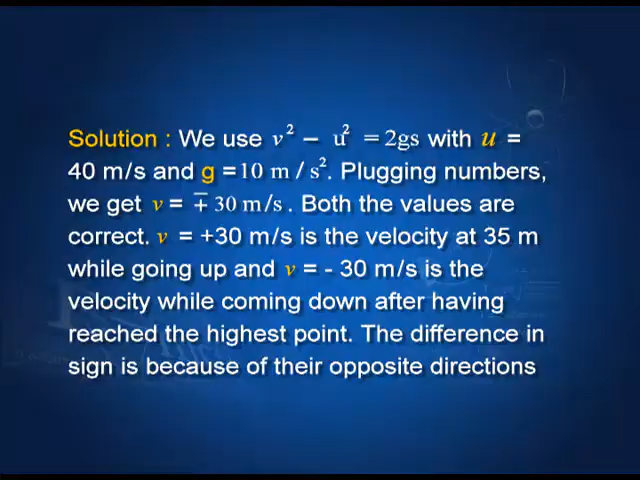 Solution : We use v² – u² = 2gs with u =
40 m/s and g =10 m / s². Plugging numbers,
we get v = ∓ 30 m/s . Both the values are
correct. v = +30 m/s is the velocity at 35 m
while going up and v = - 30 m/s is the
velocity while coming down after having
reached the highest point. The difference in
sign is because of their opposite directions